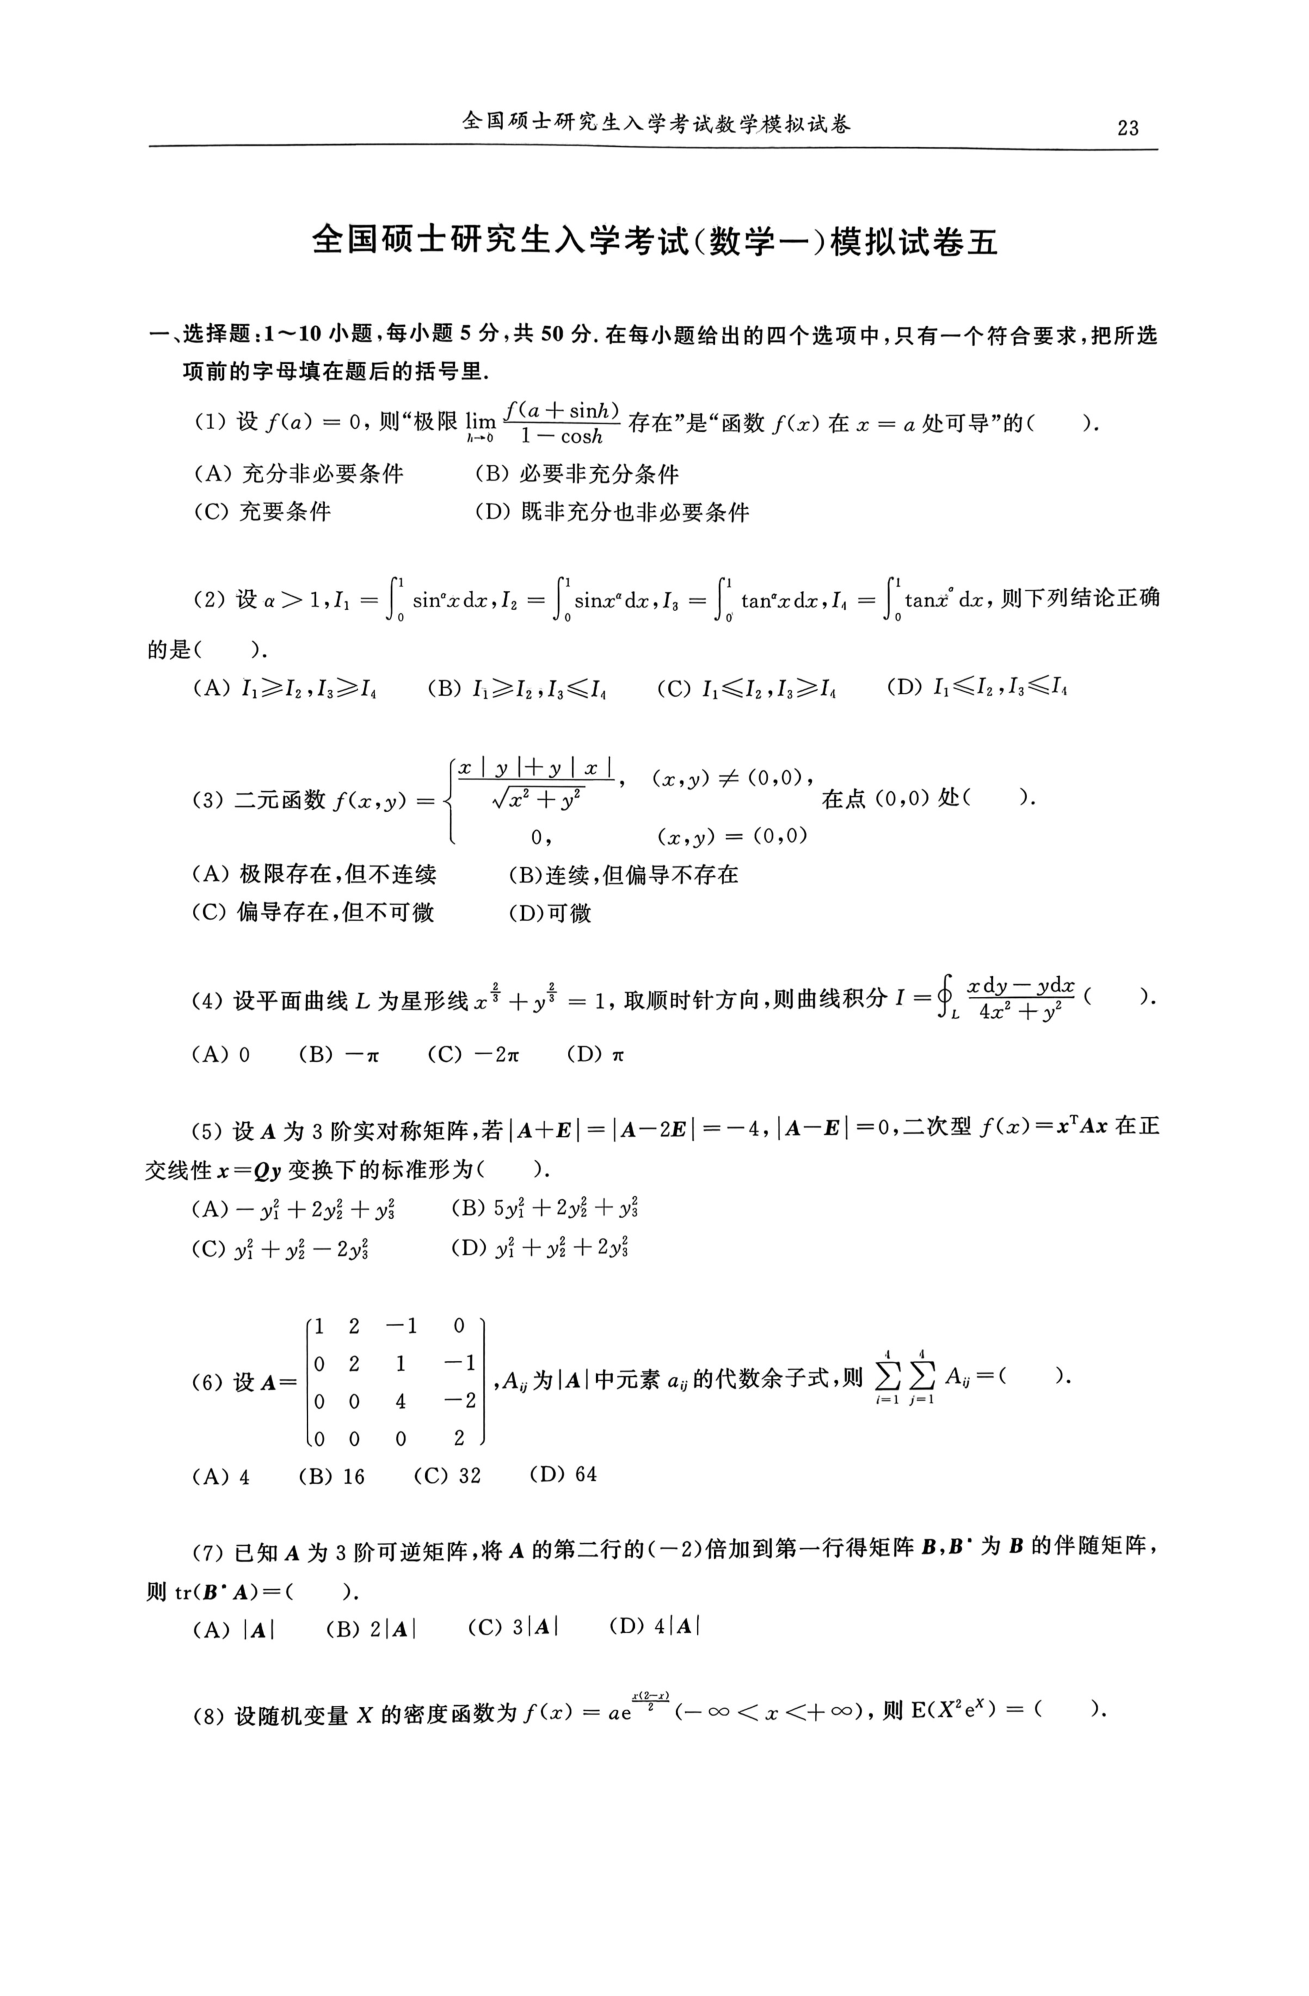 全国硕士研究生入学考试数学模拟试卷 23
全国硕士研究生入学考试(数学一)模拟试卷五
一、选择题:1～10 小题,每小题 5 分,共 50 分. 在每小题给出的四个选项中,只有一个符合要求,把所选
项前的字母填在题后的括号里.
(1) 设 f(a) = 0, 则“极限 lim_{h→0} f(a+sinh)/(1−cosh) 存在”是“函数 f(x) 在 x = a 处可导”的( ).
(A) 充分非必要条件 (B) 必要非充分条件
(C) 充要条件 (D) 既非充分也非必要条件
(2) 设 α > 1, I₁ = ∫₀¹ sin^α x dx, I₂ = ∫₀¹ sin x^α dx, I₃ = ∫₀¹ tan^α x dx, I₄ = ∫₀¹ tan x^α dx, 则下列结论正确
的是( ).
(A) I₁⩾I₂, I₃⩾I₄ (B) I₁⩾I₂, I₃⩽I₄ (C) I₁⩽I₂, I₃⩾I₄ (D) I₁⩽I₂, I₃⩽I₄
(3) 二元函数 f(x,y) = { (x|y|+y|x|)/√(x²+y²), (x,y) ≠ (0,0), 在点 (0,0) 处( ).
0, (x,y) = (0,0)
(A) 极限存在,但不连续 (B)连续,但偏导不存在
(C) 偏导存在,但不可微 (D)可微
(4) 设平面曲线 L 为星形线 x^{2/3} + y^{2/3} = 1, 取顺时针方向,则曲线积分 I = ∮_L (xdy−ydx)/(4x²+y²) ( ).
(A) 0 (B) −π (C) −2π (D) π
(5) 设 A 为 3 阶实对称矩阵,若|A+E|=|A−2E|=−4,|A−E|=0,二次型 f(x)=xᵀAx 在正
交线性 x=Qy 变换下的标准形为( ).
(A) −y₁²+2y₂²+y₃² (B) 5y₁²+2y₂²+y₃²
(C) y₁²+y₂²−2y₃² (D) y₁²+y₂²+2y₃²
1 2 −1 0
0 2 1 −1
(6) 设 A= ,A_{ij} 为|A|中元素 a_{ij} 的代数余子式,则 ∑_{i=1}^{4} ∑_{j=1}^{4} A_{ij} =( ).
0 0 4 −2
0 0 0 2
(A) 4 (B) 16 (C) 32 (D) 64
(7) 已知 A 为 3 阶可逆矩阵,将 A 的第二行的(−2)倍加到第一行得矩阵 B,B* 为 B 的伴随矩阵,
则 tr(B*A)=( ).
(A) |A| (B) 2|A| (C) 3|A| (D) 4|A|
(8) 设随机变量 X 的密度函数为 f(x) = ae^{x(2−x)/2} (−∞ < x < +∞), 则 E(X²e^X) = ( ).